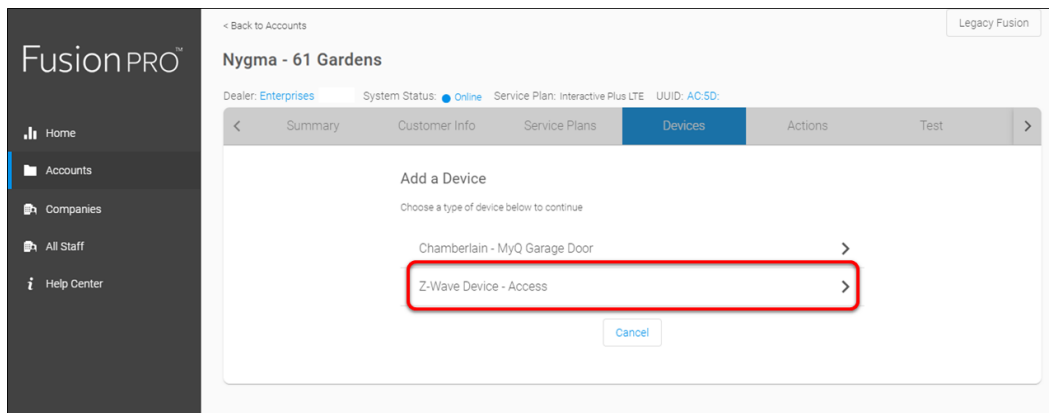 FusionPRO™
Home
Accounts
Companies
All Staff
Help Center
< Back to Accounts
Legacy Fusion
Nygma - 61 Gardens
Dealer: Enterprises System Status: Online Service Plan: Interactive Plus LTE UUID: AC:5D:
Summary Customer Info Service Plans Devices Actions Test
Add a Device
Choose a type of device below to continue
Chamberlain - MyQ Garage Door
Z-Wave Device - Access
Cancel